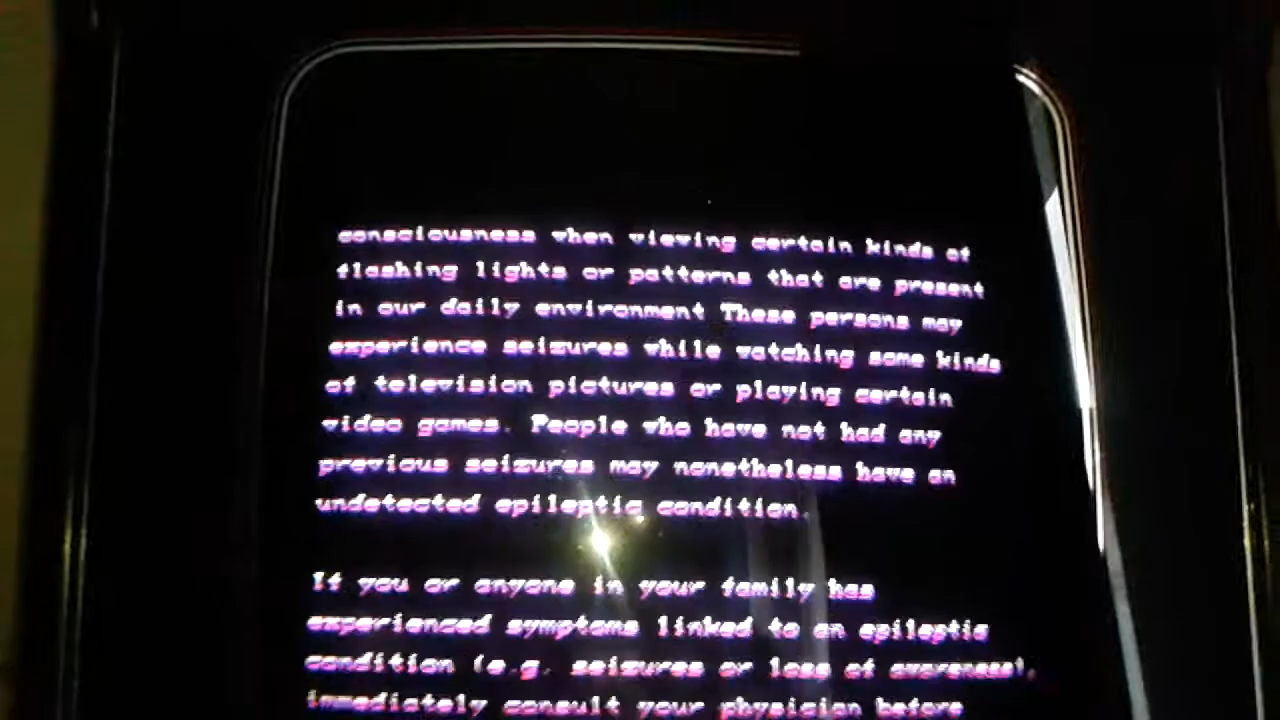 consciousness when viewing certain kinds of
flashing lights or patterns that are present
in our daily environment These persons may
experience seizures while watching some kinds
of television pictures or playing certain
video games. People who have not had any
previous seizures may nonetheless have an
undetected epileptic condition.
If you or anyone in your family has
experienced symptoms linked to an epileptic
condition (e.g. seizures or loss of awareness),
immediately consult your physician before